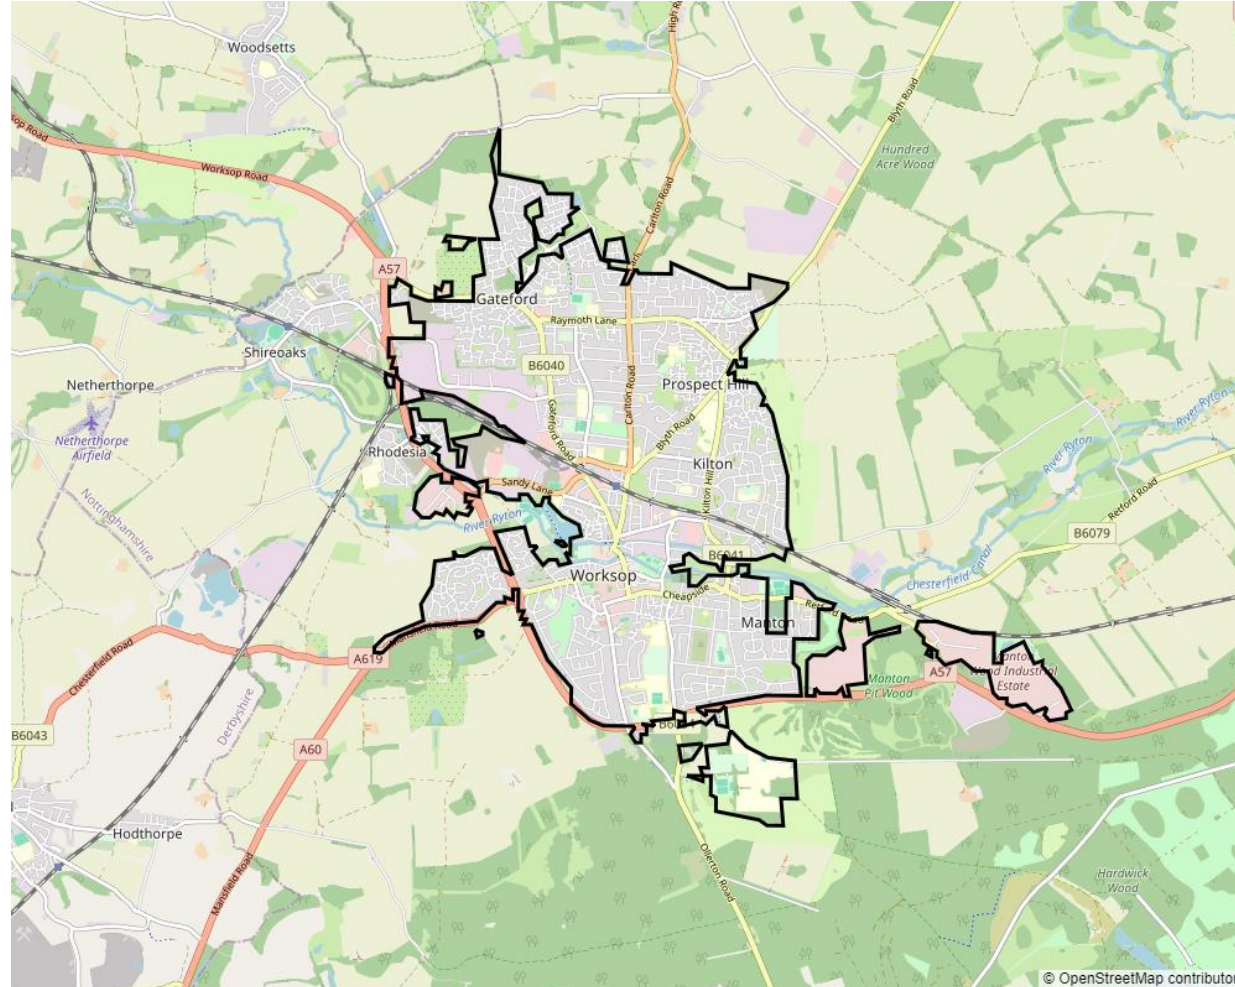 Woodsetts
High R
sop Road
Worksop Road
Blyth Road
Hundred
Acre Wood
Carlton Road
A57
Gateford
Raymoth Lane
Shireoaks
B6040
Netherthorpe
Prospect Hill
Carlton Road
Gateford Road
Blyth Road
River Ryton
Netherthorpe
Airfield
Rhodesia
Kilton
River Ryton
Sandy Lane
Kilton Hill
Retford Road
Nottinghamshire
River Ryton
B6079
B6041
Chesterfield Canal
Worksop
Cheapside
Manton
Chesterfield Road
A619
Manton
Pit Wood
A57
Wood Industrial
Estate
Derbyshire
B6043
A60
Hodthorpe
Mansfield Road
Ollerton Road
Hardwick
Wood
© OpenStreetMap contributor